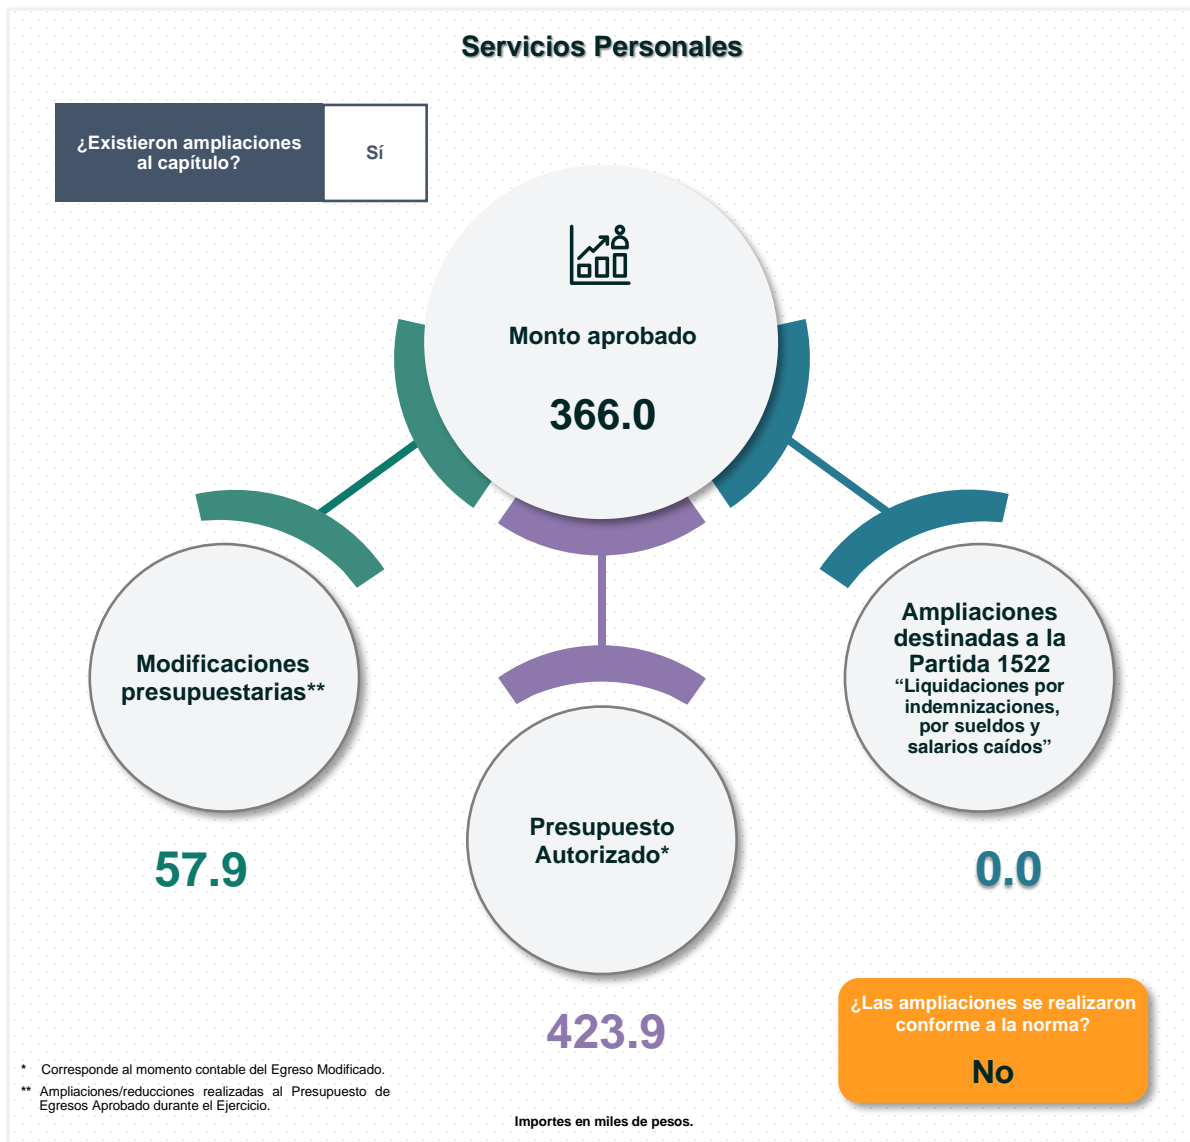 Servicios Personales
¿Existieron ampliaciones
al capítulo?
Sí
Monto aprobado
366.0
Modificaciones
presupuestarias**
57.9
Presupuesto
Autorizado*
423.9
Ampliaciones
destinadas a la
Partida 1522
“Liquidaciones por
indemnizaciones,
por sueldos y
salarios caídos”
0.0
¿Las ampliaciones se realizaron
conforme a la norma?
No
* Corresponde al momento contable del Egreso Modificado.
** Ampliaciones/reducciones realizadas al Presupuesto de
Egresos Aprobado durante el Ejercicio.
Importes en miles de pesos.